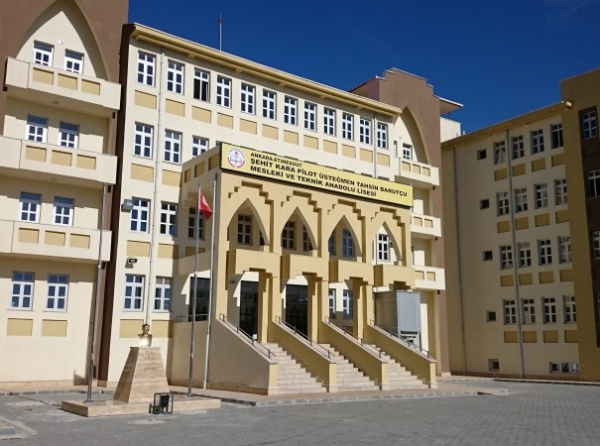 ANKARA-ETİMESGUT
ŞEHİT KARA PİLOT ÜSTEĞMEN TAHSİN BARUTÇU
MESLEKİ VE TEKNİK ANADOLU LİSESİ